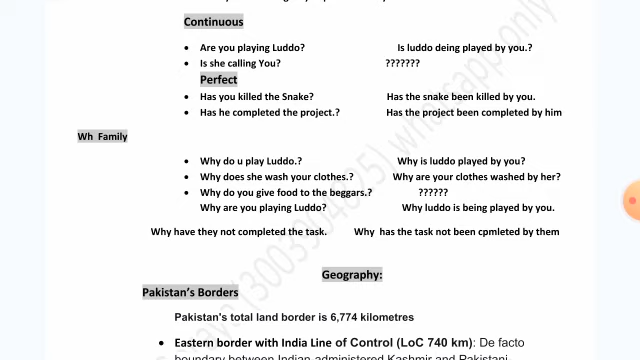 Continuous
• Are you playing Luddo? Is luddo deing played by you.?
• Is she calling You? ???????
Perfect
• Has you killed the Snake? Has the snake been killed by you.
• Has he completed the project.? Has the project been completed by him
Wh Family
• Why do u play Luddo.? Why is luddo played by you?
• Why does she wash your clothes.? Why are your clothes washed by her?
• Why do you give food to the beggars.? ??????
Why are you playing Luddo? Why luddo is being played by you.
Why have they not completed the task. Why has the task not been cpmleted by them
Geography:
Pakistan's Borders
Pakistan's total land border is 6,774 kilometres
• Eastern border with India Line of Control (LoC 740 km): De facto
boundary between Indian-administered Kashmir and Pakistani